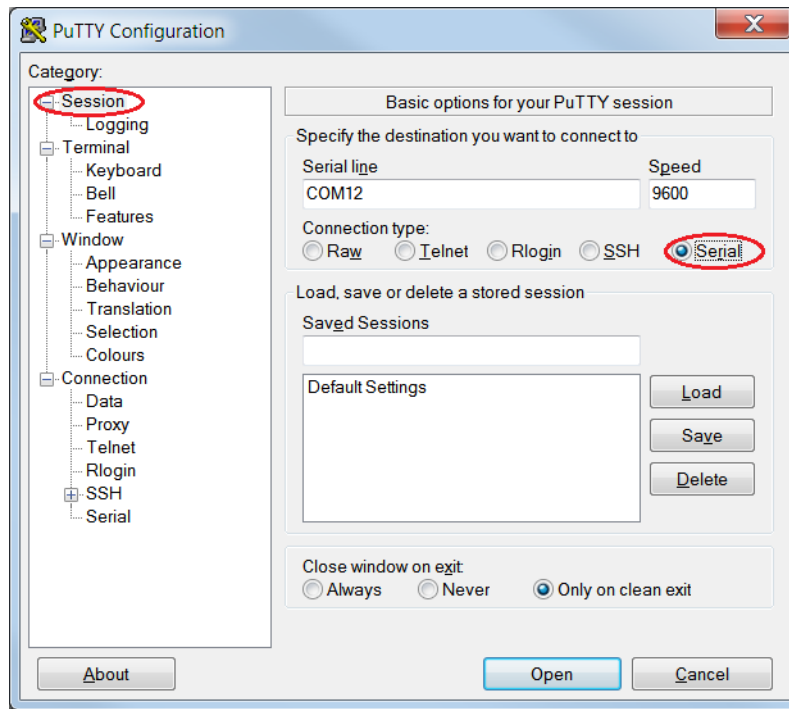 PuTTY Configuration
Category:
Session
Logging
Terminal
Keyboard
Bell
Features
Window
Appearance
Behaviour
Translation
Selection
Colours
Connection
Data
Proxy
Telnet
Rlogin
SSH
Serial
Basic options for your PuTTY session
Specify the destination you want to connect to
Serial line Speed
COM12 9600
Connection type:
Raw Telnet Rlogin SSH Serial
Load, save or delete a stored session
Saved Sessions
Default Settings
Load
Save
Delete
Close window on exit:
Always Never Only on clean exit
About Open Cancel